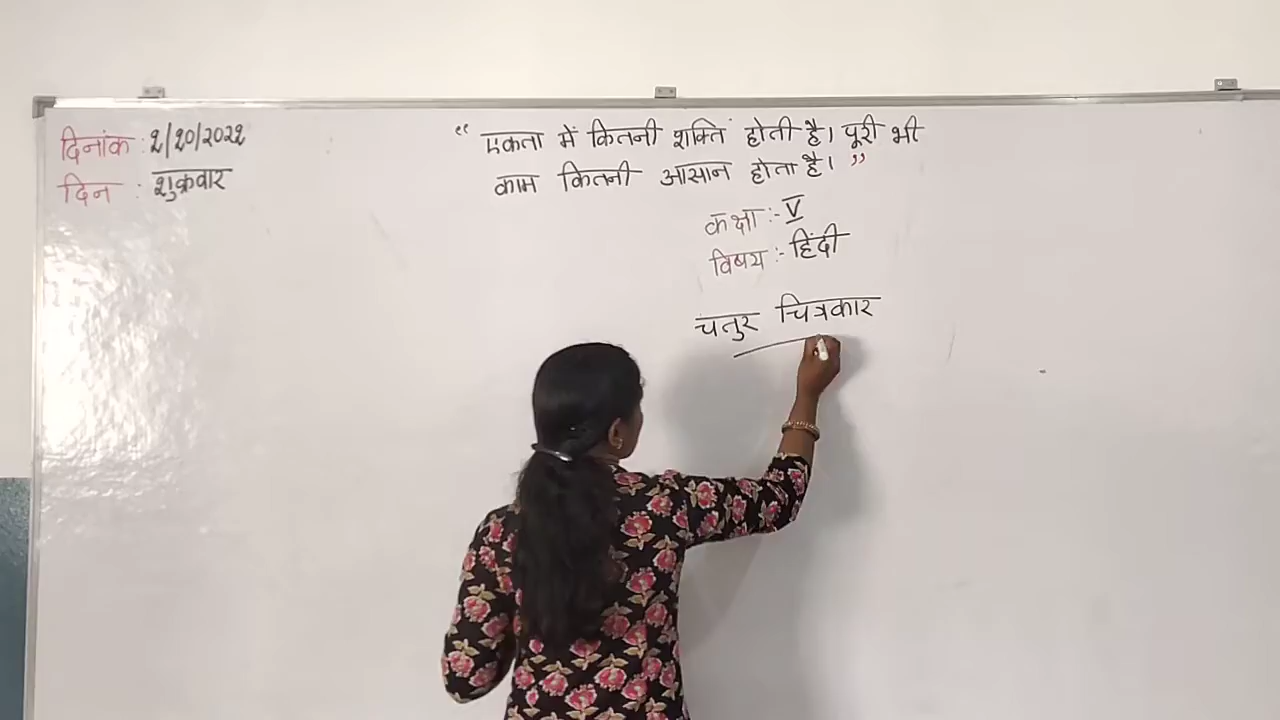 दिनांक : 2/20/2022
दिन : शुक्रवार
“ एकता में कितनी शक्ति होती है। पूरी भी
काम कितनी आसान होता है। ”
कक्षा :- V
विषय :- हिंदी
चतुर चित्रकार